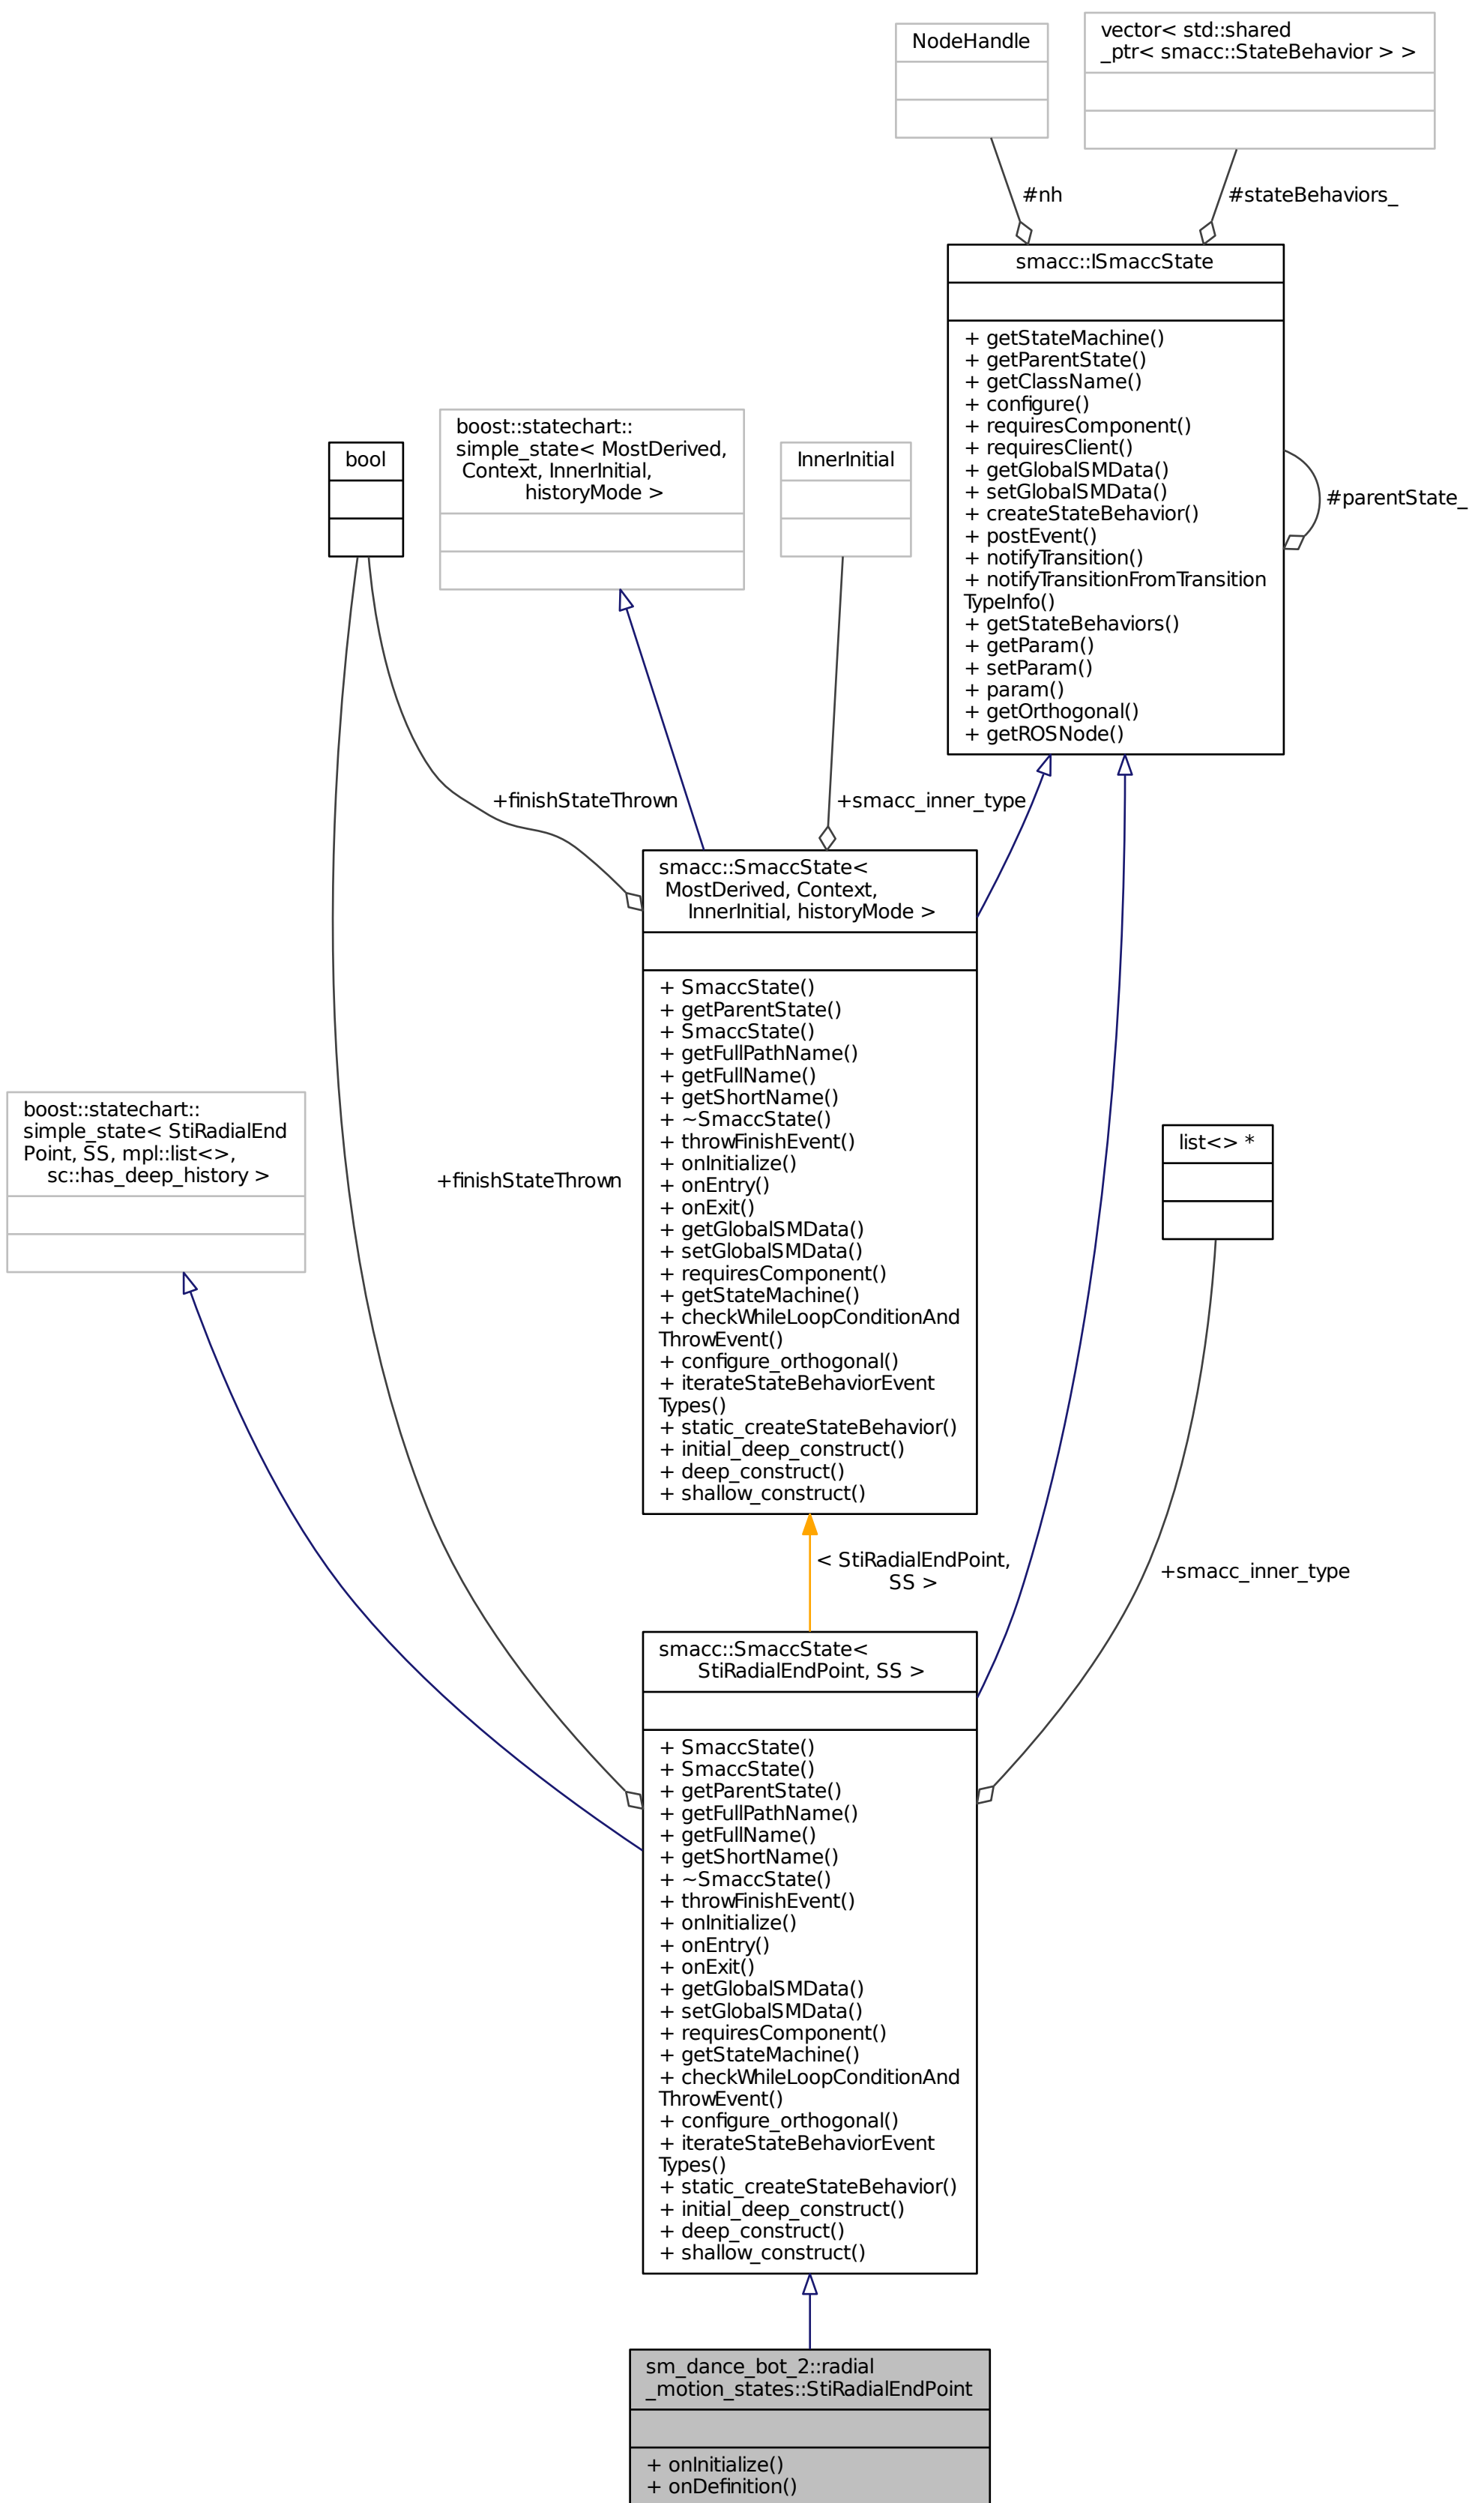 NodeHandle
vector< std::shared
_ptr< smacc::StateBehavior > >
#nh
#stateBehaviors_
smacc::ISmaccState
+ getStateMachine()
+ getParentState()
+ getClassName()
+ configure()
+ requiresComponent()
+ requiresClient()
+ getGlobalSMData()
+ setGlobalSMData()
+ createStateBehavior()
+ postEvent()
+ notifyTransition()
+ notifyTransitionFromTransition
TypeInfo()
+ getStateBehaviors()
+ getParam()
+ setParam()
+ param()
+ getOrthogonal()
+ getROSNode()
#parentState_
bool
boost::statechart::
simple_state< MostDerived,
Context, InnerInitial,
historyMode >
InnerInitial
+finishStateThrown
+smacc_inner_type
smacc::SmaccState<
MostDerived, Context,
InnerInitial, historyMode >
+ SmaccState()
+ getParentState()
+ SmaccState()
+ getFullPathName()
+ getFullName()
+ getShortName()
+ ~SmaccState()
+ throwFinishEvent()
+ onInitialize()
+ onEntry()
+ onExit()
+ getGlobalSMData()
+ setGlobalSMData()
+ requiresComponent()
+ getStateMachine()
+ checkWhileLoopConditionAnd
ThrowEvent()
+ configure_orthogonal()
+ iterateStateBehaviorEvent
Types()
+ static_createStateBehavior()
+ initial_deep_construct()
+ deep_construct()
+ shallow_construct()
boost::statechart::
simple_state< StiRadialEnd
Point, SS, mpl::list<>,
sc::has_deep_history >
+finishStateThrown
list<> *
< StiRadialEndPoint,
SS >
+smacc_inner_type
smacc::SmaccState<
StiRadialEndPoint, SS >
+ SmaccState()
+ SmaccState()
+ getParentState()
+ getFullPathName()
+ getFullName()
+ getShortName()
+ ~SmaccState()
+ throwFinishEvent()
+ onInitialize()
+ onEntry()
+ onExit()
+ getGlobalSMData()
+ setGlobalSMData()
+ requiresComponent()
+ getStateMachine()
+ checkWhileLoopConditionAnd
ThrowEvent()
+ configure_orthogonal()
+ iterateStateBehaviorEvent
Types()
+ static_createStateBehavior()
+ initial_deep_construct()
+ deep_construct()
+ shallow_construct()
sm_dance_bot_2::radial
_motion_states::StiRadialEndPoint
+ onInitialize()
+ onDefinition()